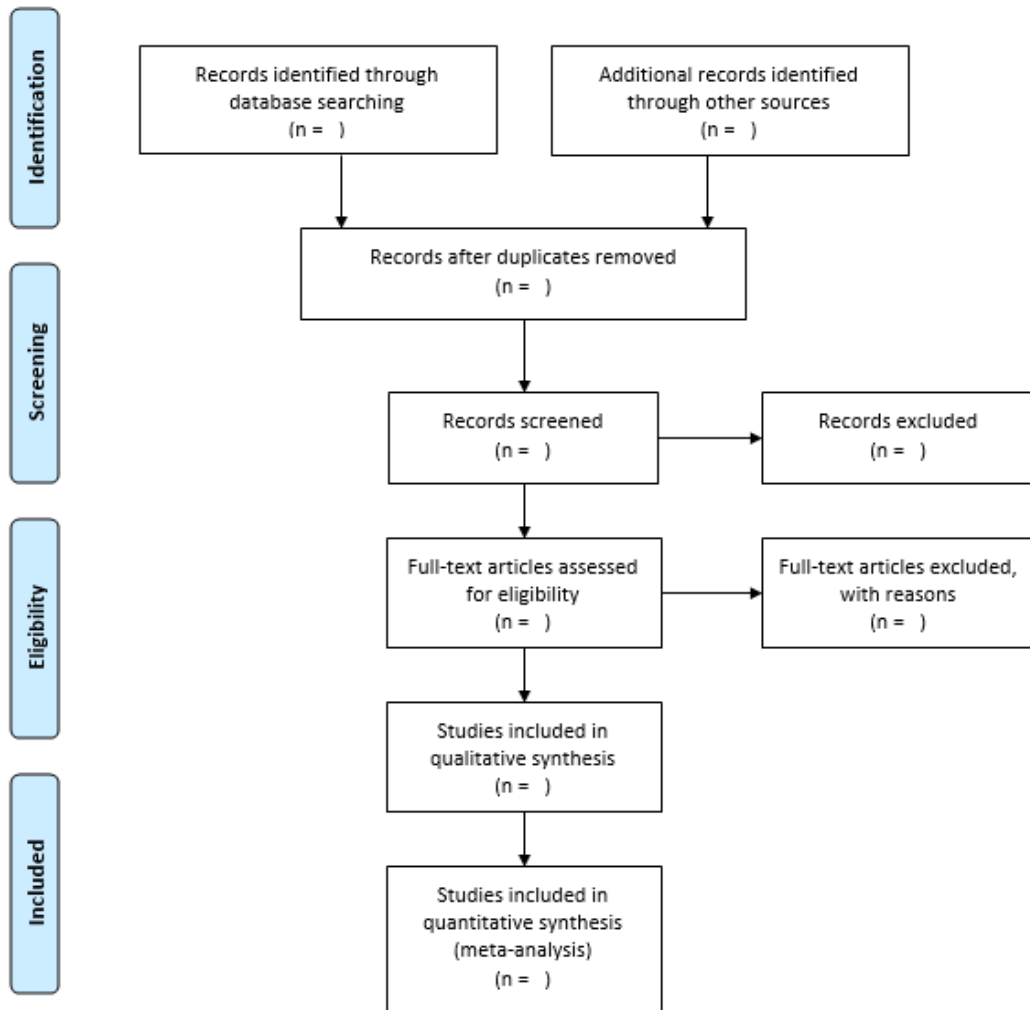 Identification
Records identified through
database searching
(n =   )
Additional records identified
through other sources
(n =   )
Records after duplicates removed
(n =   )
Screening
Records screened
(n =   )
Records excluded
(n =   )
Eligibility
Full-text articles assessed
for eligibility
(n =   )
Full-text articles excluded,
with reasons
(n =   )
Studies included in
qualitative synthesis
(n =   )
Included
Studies included in
quantitative synthesis
(meta-analysis)
(n =   )